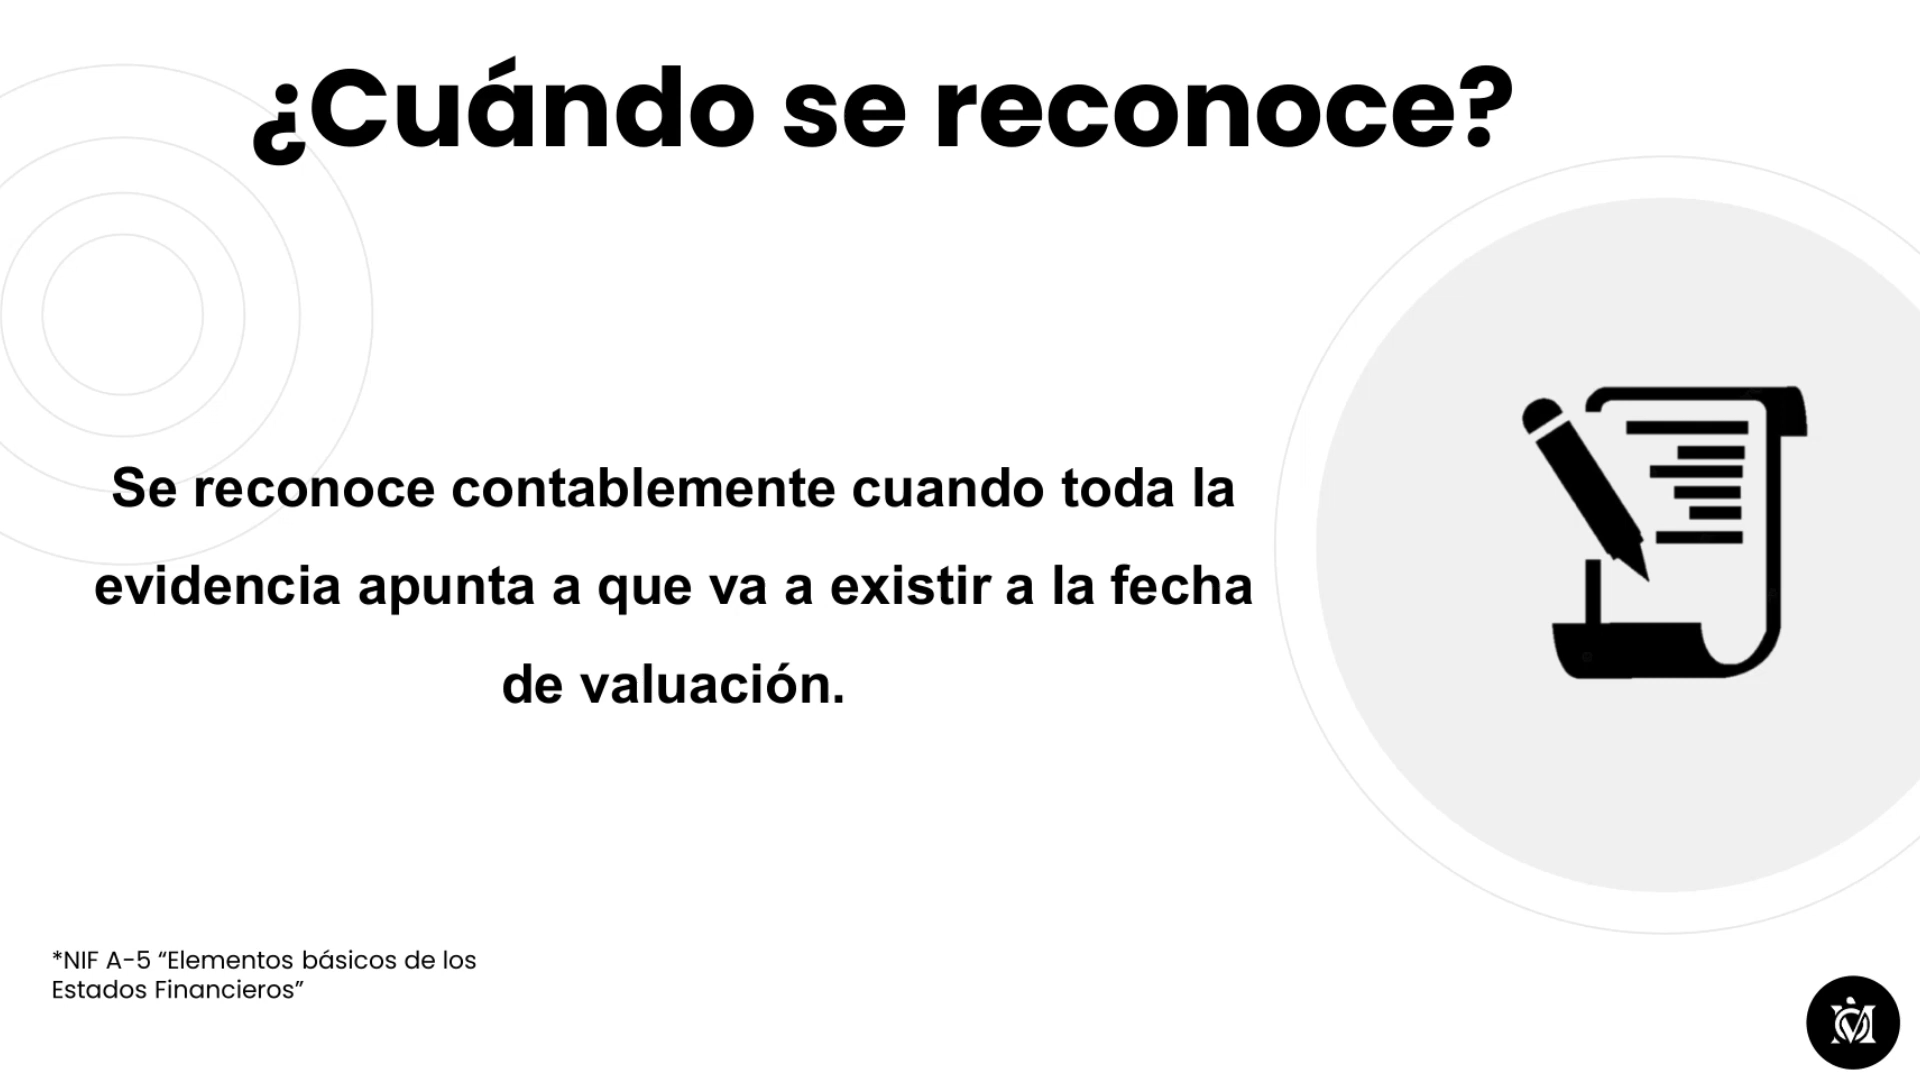 ¿Cuándo se reconoce?
Se reconoce contablemente cuando toda la
evidencia apunta a que va a existir a la fecha
de valuación.
*NIF A-5 “Elementos básicos de los
Estados Financieros”